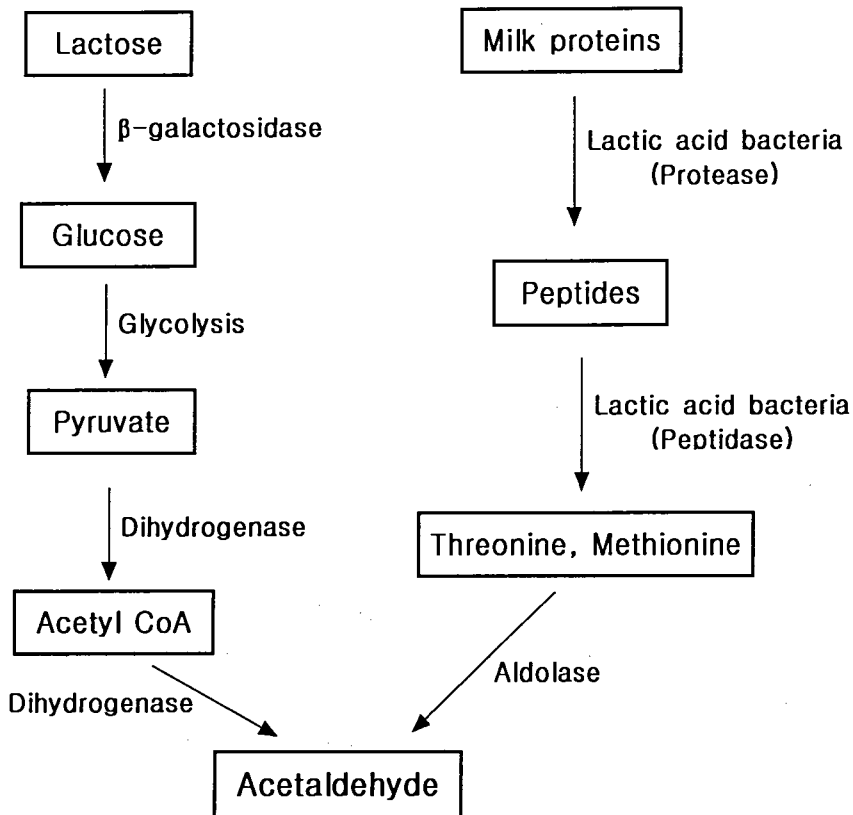 Lactose
β-galactosidase
Glucose
Glycolysis
Pyruvate
Dihydrogenase
Acetyl CoA
Dihydrogenase
Milk proteins
Lactic acid bacteria
(Protease)
Peptides
Lactic acid bacteria
(Peptidase)
Threonine, Methionine
Aldolase
Acetaldehyde